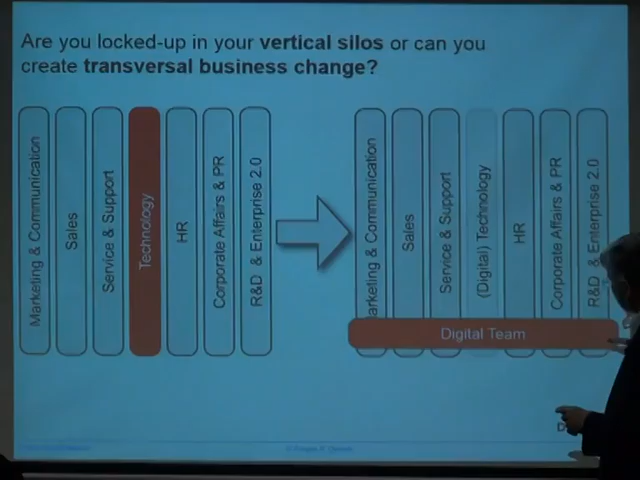 Are you locked-up in your vertical silos or can you
create transversal business change?
Marketing & Communication
Sales
Service & Support
Technology
HR
Corporate Affairs & PR
R&D & Enterprise 2.0
arketing & Communication
Sales
Service & Support
(Digital) Technology
HR
Corporate Affairs & PR
R&D & Enterprise 2.0
Digital Team